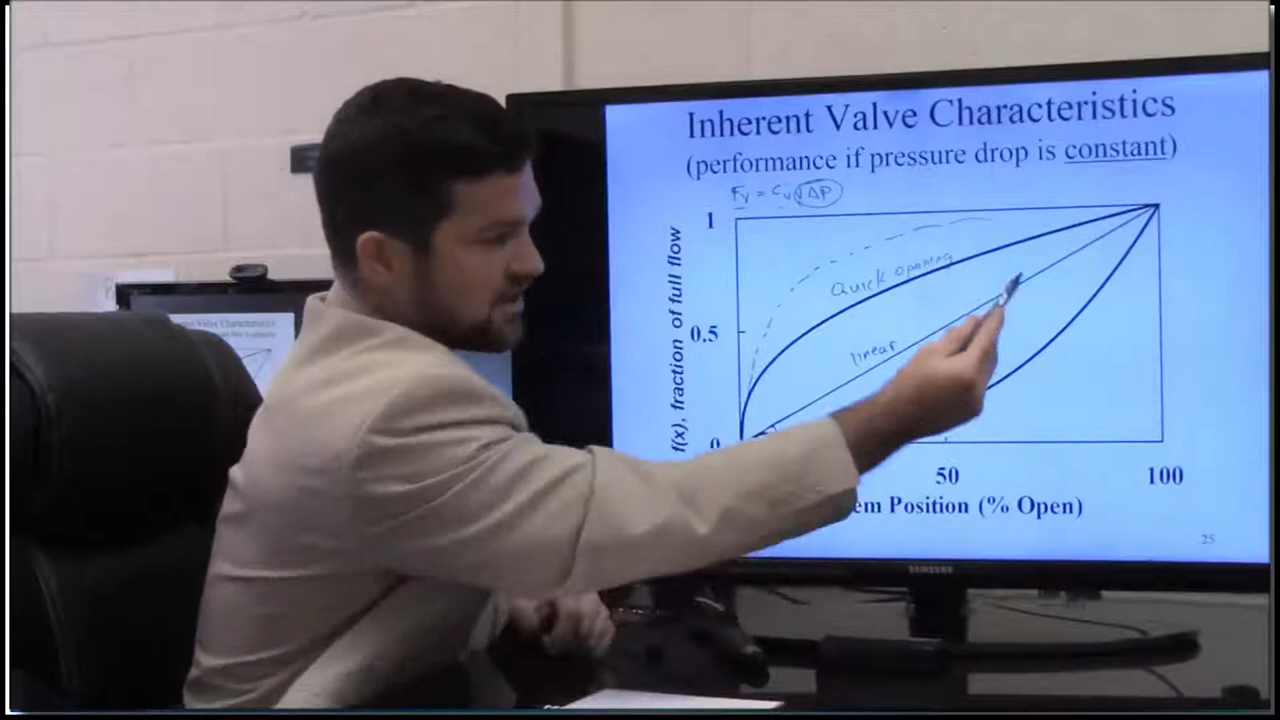 Inherent Valve Characteristics
(performance if pressure drop is constant)
Fv = Cv√ΔP
1
f(x), fraction of full flow
Quick opening
0.5
linear
0
50
100
em Position (% Open)
25
SAMSUNG